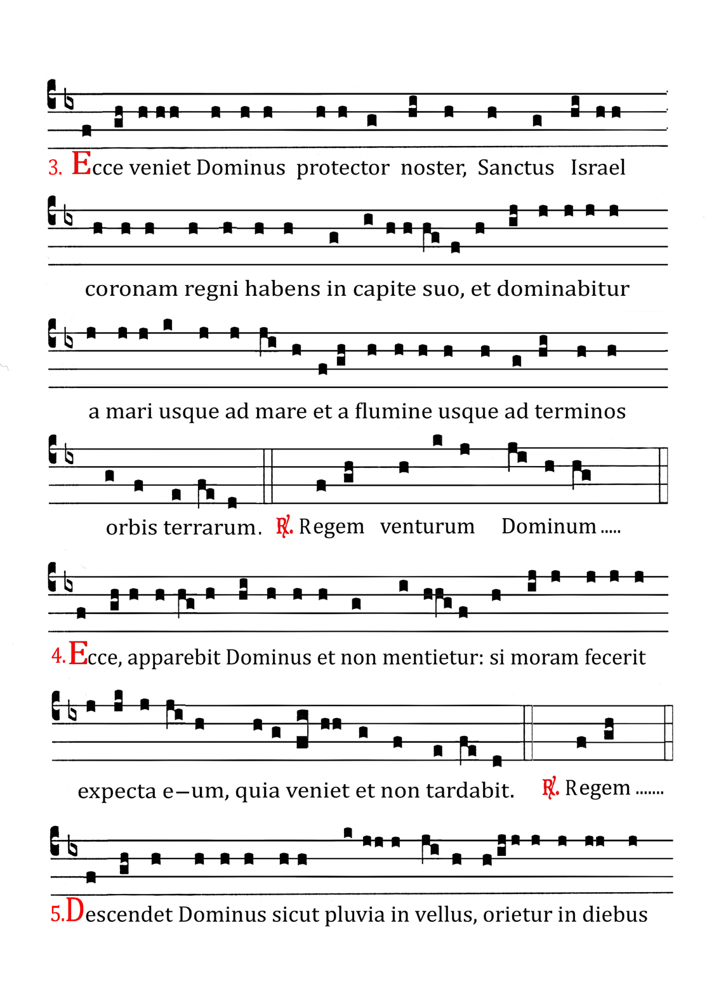 3. Ecce veniet Dominus protector noster, Sanctus Israel
coronam regni habens in capite suo, et dominabitur
a mari usque ad mare et a flumine usque ad terminos
orbis terrarum. ℟. Regem venturum Dominum.....
4. Ecce, apparebit Dominus et non mentietur: si moram fecerit
expecta e–um, quia veniet et non tardabit. ℟. Regem.......
5. Descendet Dominus sicut pluvia in vellus, orietur in diebus